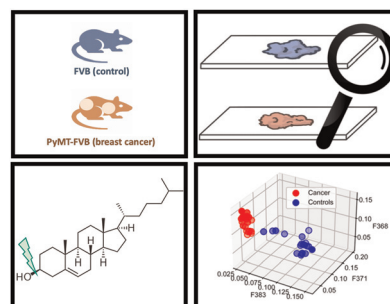 FVB (control)
PyMT-FVB (breast cancer)
H
H
H
H
HO
Cancer
Controls
0.15
0.10
0.05
F368
0.20
0.15
0.10
0.05
F371
0.025
0.050
0.075
0.100
0.125
0.150
F383